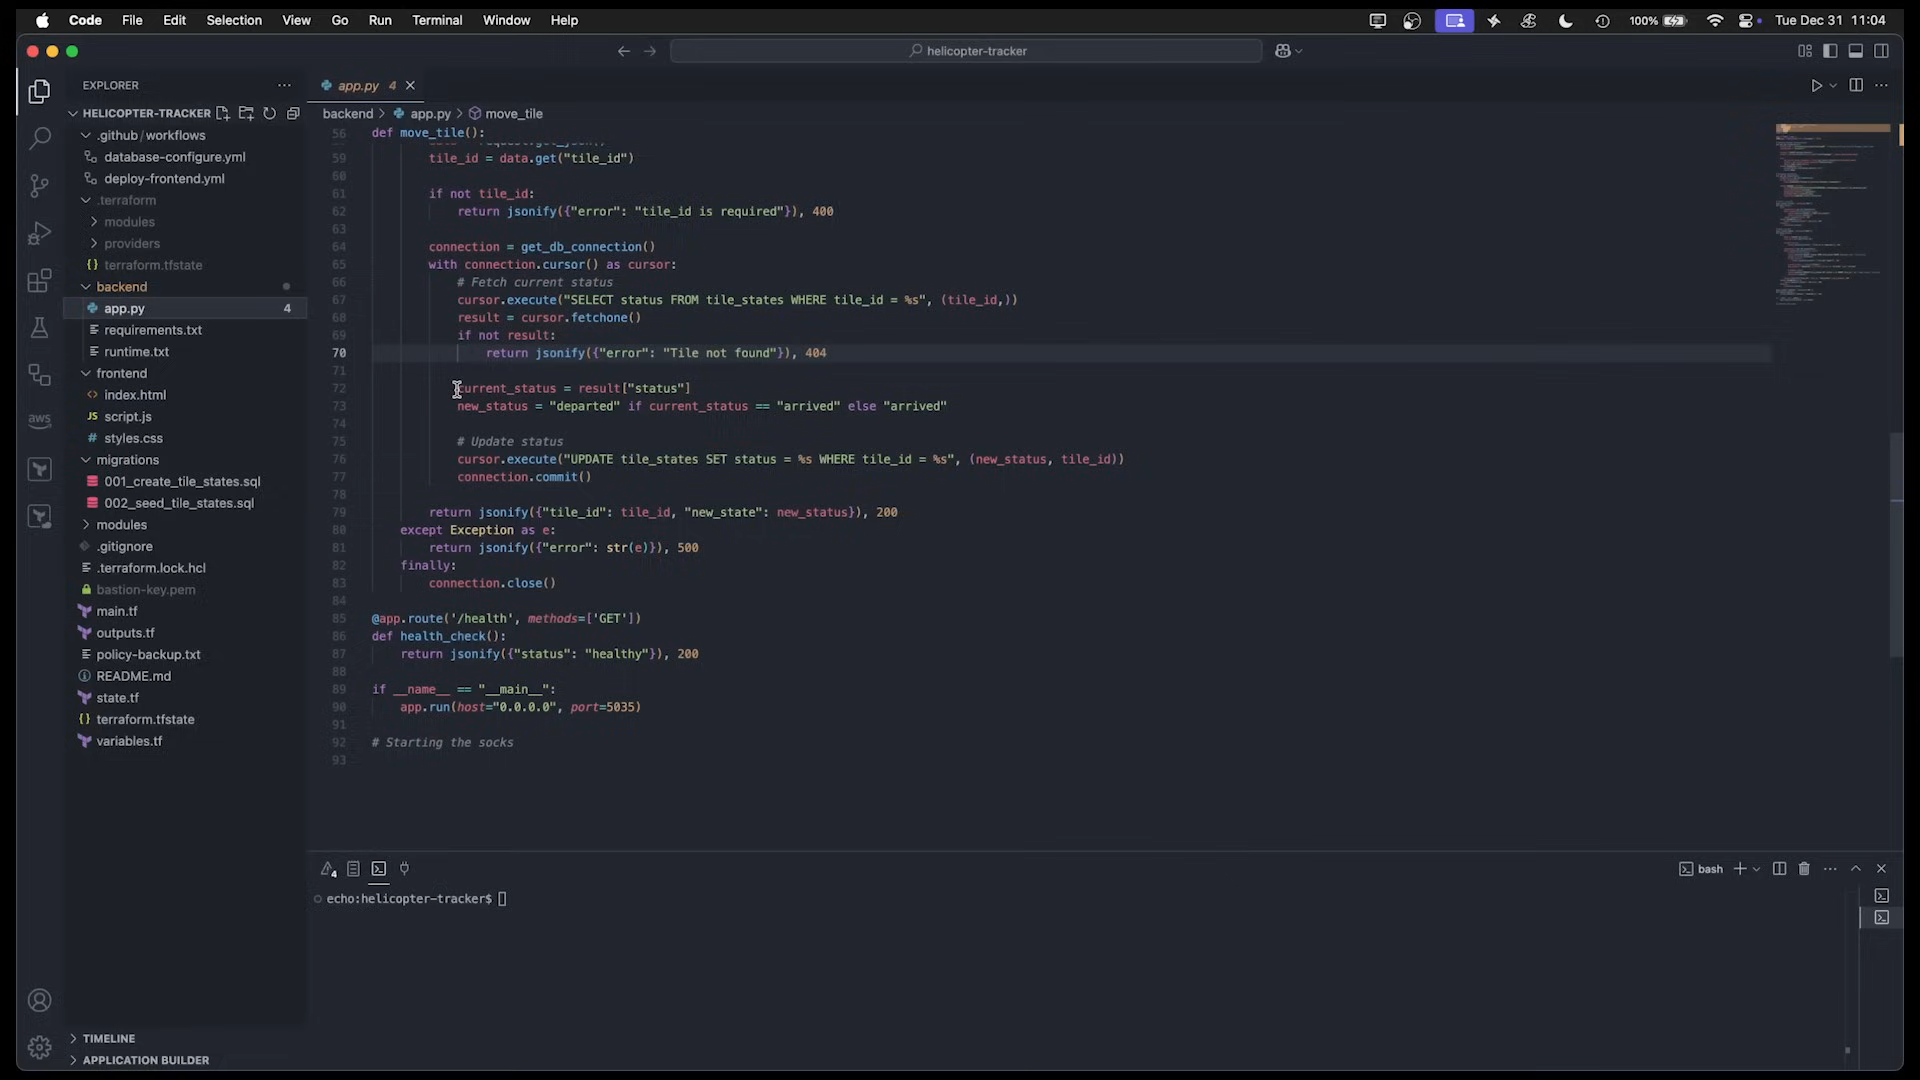 Code File Edit Selection View Go Run Terminal Window Help 100% Tue Dec 31 11:04
helicopter-tracker
EXPLORER
HELICOPTER-TRACKER
.github/workflows
database-configure.yml
deploy-frontend.yml
.terraform
modules
providers
{} terraform.tfstate
backend
app.py 4
requirements.txt
runtime.txt
frontend
<> index.html
JS script.js
# styles.css
migrations
001_create_tile_states.sql
002_seed_tile_states.sql
modules
.gitignore
.terraform.lock.hcl
bastion-key.pem
main.tf
outputs.tf
policy-backup.txt
README.md
state.tf
{} terraform.tfstate
variables.tf
TIMELINE
APPLICATION BUILDER
aws
app.py 4
backend > app.py > move_tile
56 def move_tile():
59 tile_id = data.get("tile_id")
60
61 if not tile_id:
62 return jsonify({"error": "tile_id is required"}), 400
63
64 connection = get_db_connection()
65 with connection.cursor() as cursor:
66 # Fetch current status
67 cursor.execute("SELECT status FROM tile_states WHERE tile_id = %s", (tile_id,))
68 result = cursor.fetchone()
69 if not result:
70 return jsonify({"error": "Tile not found"}), 404
71
72 current_status = result["status"]
73 new_status = "departed" if current_status == "arrived" else "arrived"
74
75 # Update status
76 cursor.execute("UPDATE tile_states SET status = %s WHERE tile_id = %s", (new_status, tile_id))
77 connection.commit()
78
79 return jsonify({"tile_id": tile_id, "new_state": new_status}), 200
80 except Exception as e:
81 return jsonify({"error": str(e)}), 500
82 finally:
83 connection.close()
84
85 @app.route('/health', methods=['GET'])
86 def health_check():
87 return jsonify({"status": "healthy"}), 200
88
89 if __name__ == "__main__":
90 app.run(host="0.0.0.0", port=5035)
91
92 # Starting the socks
93
4
bash
echo:helicopter-tracker$